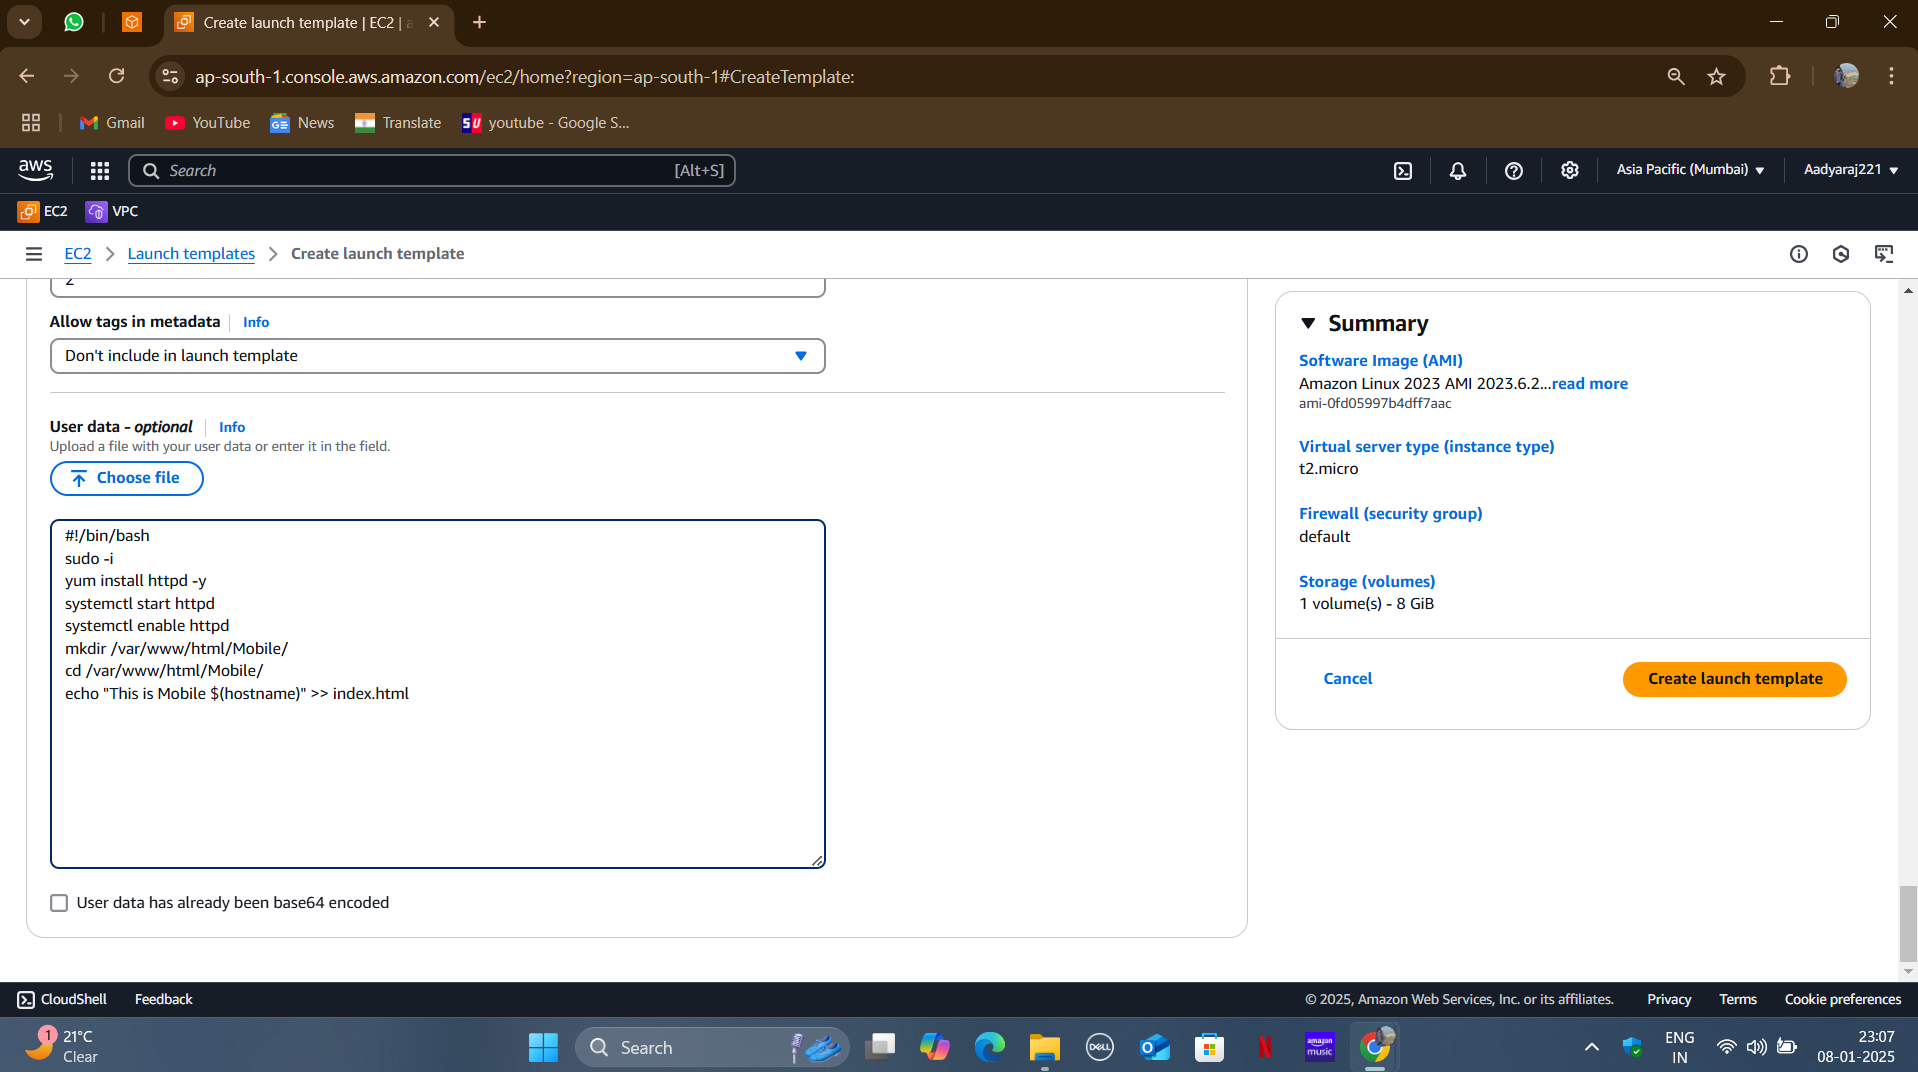 Create launch template | EC2 | a
ap-south-1.console.aws.amazon.com/ec2/home?region=ap-south-1#CreateTemplate:
Gmail
YouTube
News
Translate
SU
youtube - Google S...
aws
Search
[Alt+S]
Asia Pacific (Mumbai)
Aadyaraj221
EC2
VPC
EC2
Launch templates
Create launch template
2
Allow tags in metadata
Info
Don't include in launch template
User data - optional
Info
Upload a file with your user data or enter it in the field.
Choose file
#!/bin/bash
sudo -i
yum install httpd -y
systemctl start httpd
systemctl enable httpd
mkdir /var/www/html/Mobile/
cd /var/www/html/Mobile/
echo "This is Mobile $(hostname)" >> index.html
User data has already been base64 encoded
Summary
Software Image (AMI)
Amazon Linux 2023 AMI 2023.6.2...read more
ami-0fd05997b4dff7aac
Virtual server type (instance type)
t2.micro
Firewall (security group)
default
Storage (volumes)
1 volume(s) - 8 GiB
Cancel
Create launch template
CloudShell
Feedback
© 2025, Amazon Web Services, Inc. or its affiliates.
Privacy
Terms
Cookie preferences
1
21°C
Clear
Search
DELL
amazon
music
ENG
IN
23:07
08-01-2025